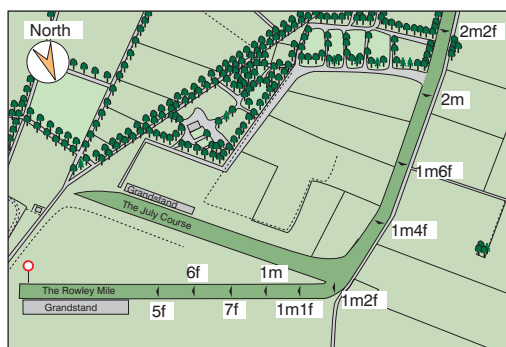 North
2m2f
2m
1m6f
Grandstand
The July Course
1m4f
6f
1m
The Rowley Mile
5f
7f
1m1f
1m2f
Grandstand